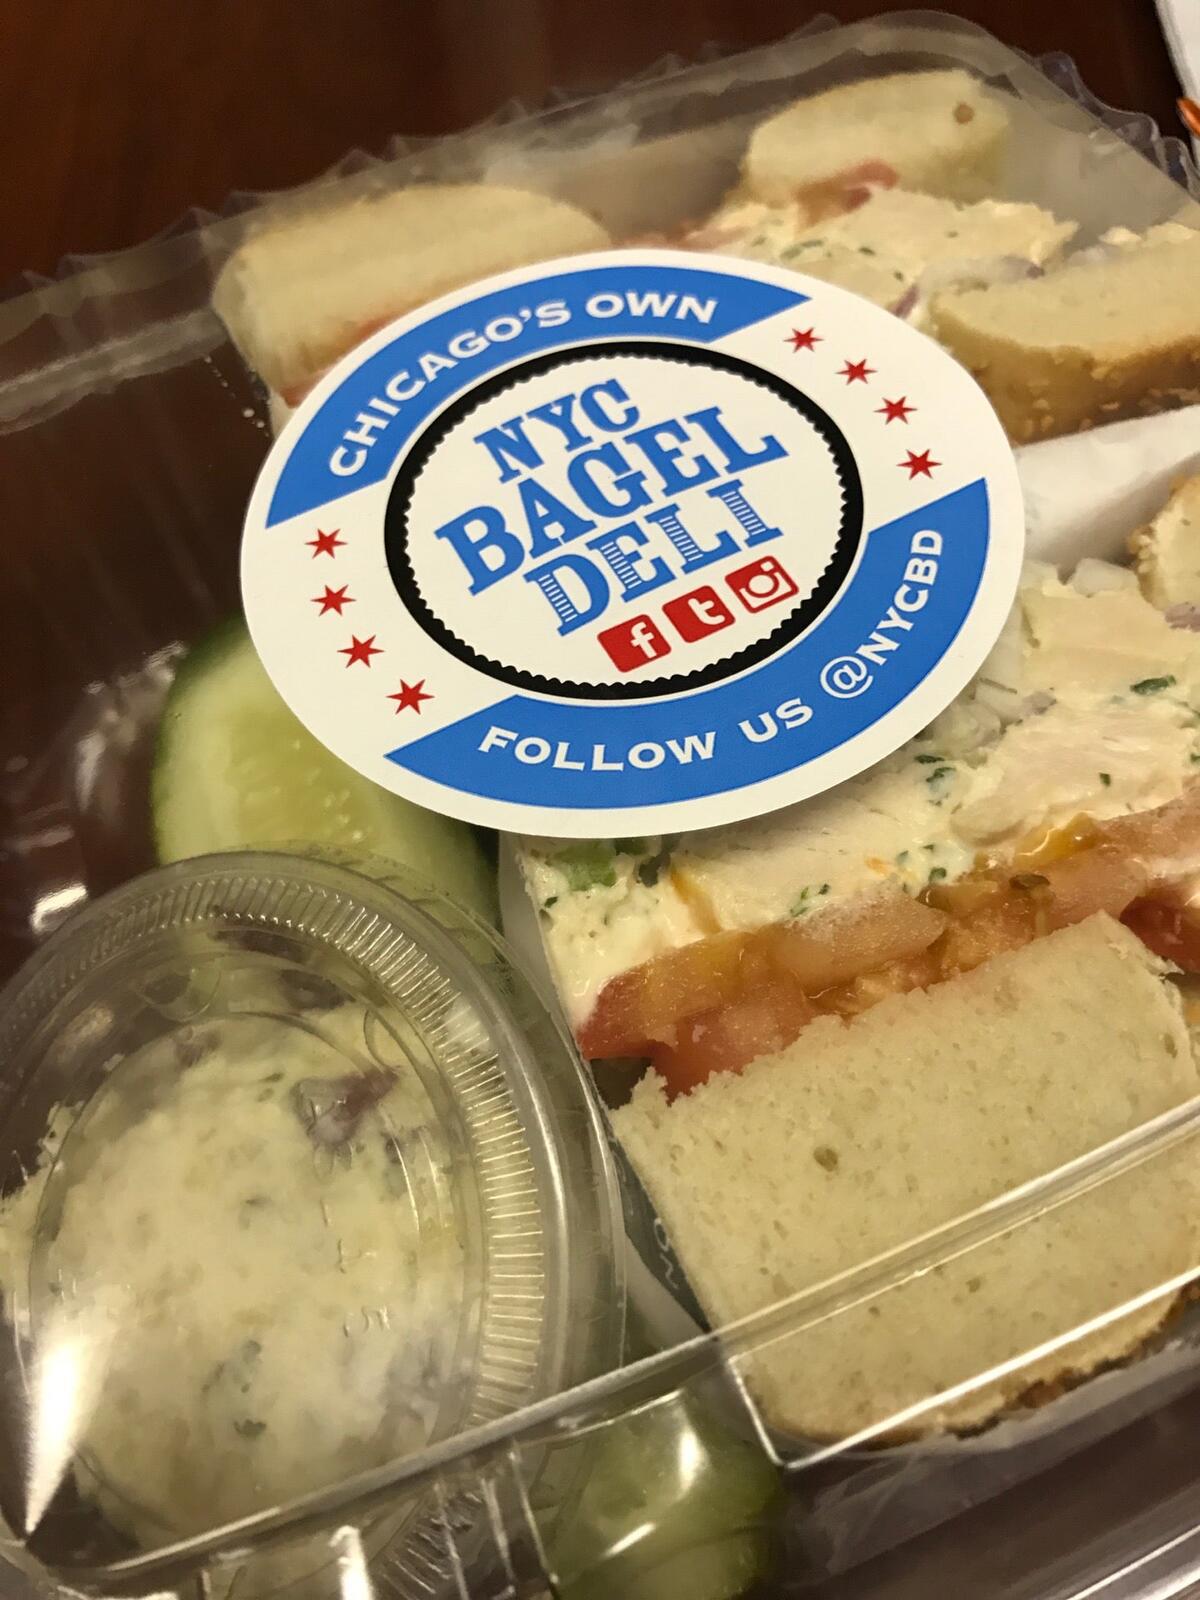 CHICAGO'S OWN
NYC
BAGEL
DELI
FOLLOW US @NYCBD